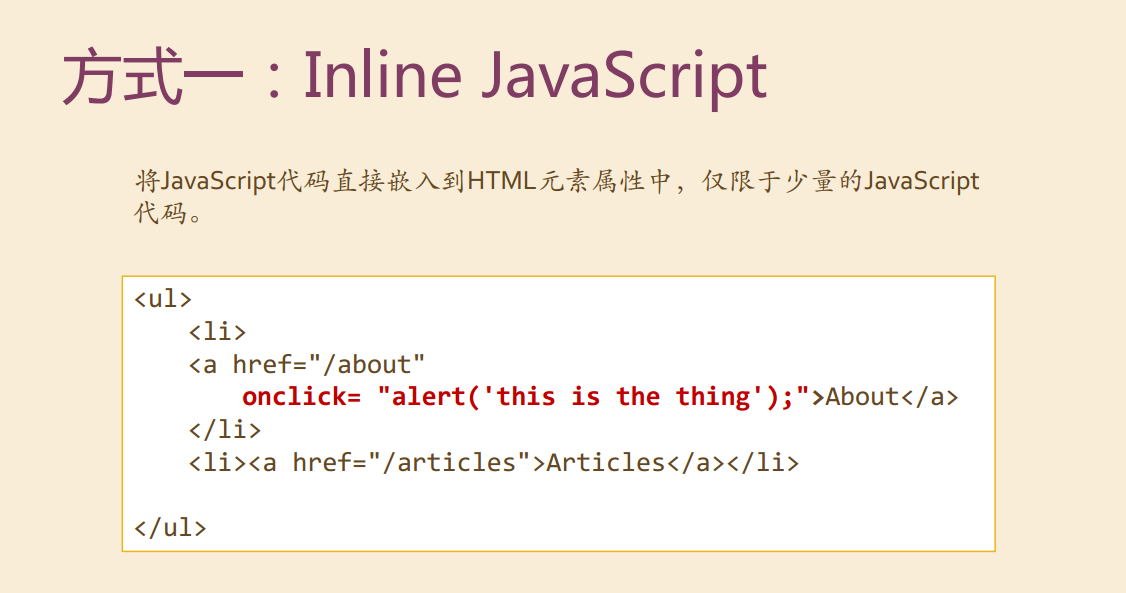 方式一：Inline JavaScript
将JavaScript代码直接嵌入到HTML元素属性中，仅限于少量的JavaScript
代码。
<ul>
<li>
<a href="/about"
onclick= "alert('this is the thing');">About</a>
</li>
<li><a href="/articles">Articles</a></li>
</ul>